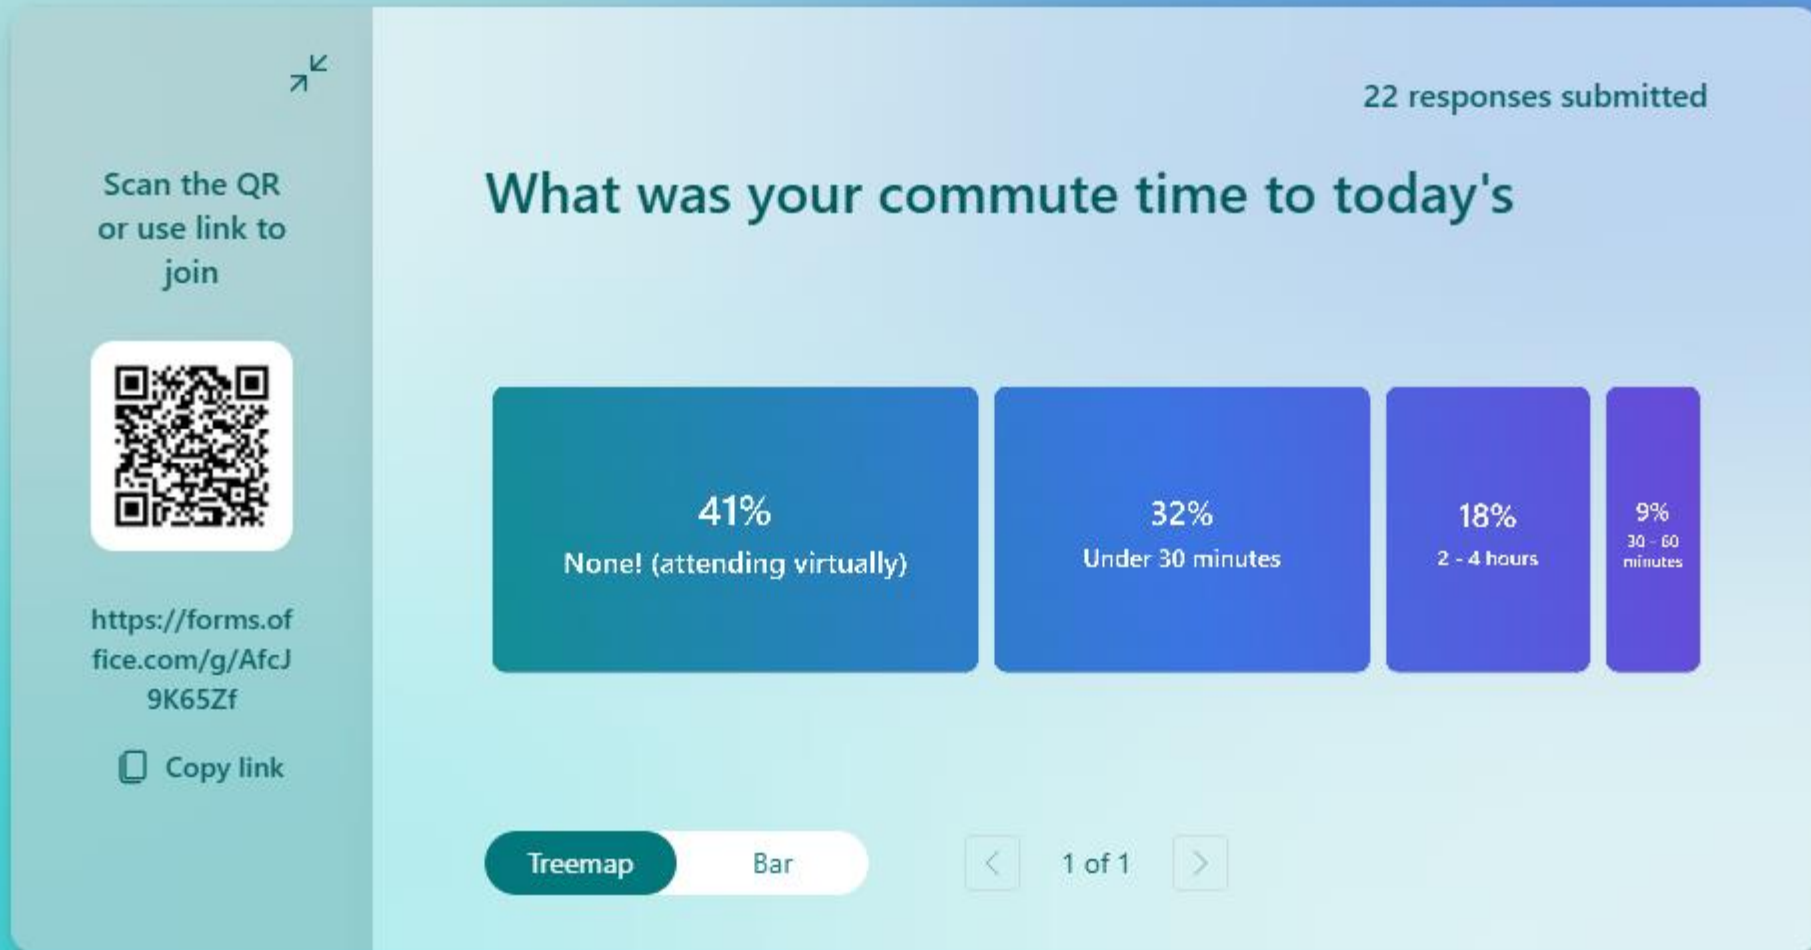 Scan the QR
or use link to
join
https://forms.of
fice.com/g/AfcJ
9K65Zf
Copy link
22 responses submitted
What was your commute time to today's
41%
None! (attending virtually)
32%
Under 30 minutes
18%
2 - 4 hours
9%
30 - 60
minutes
Treemap
Bar
1 of 1